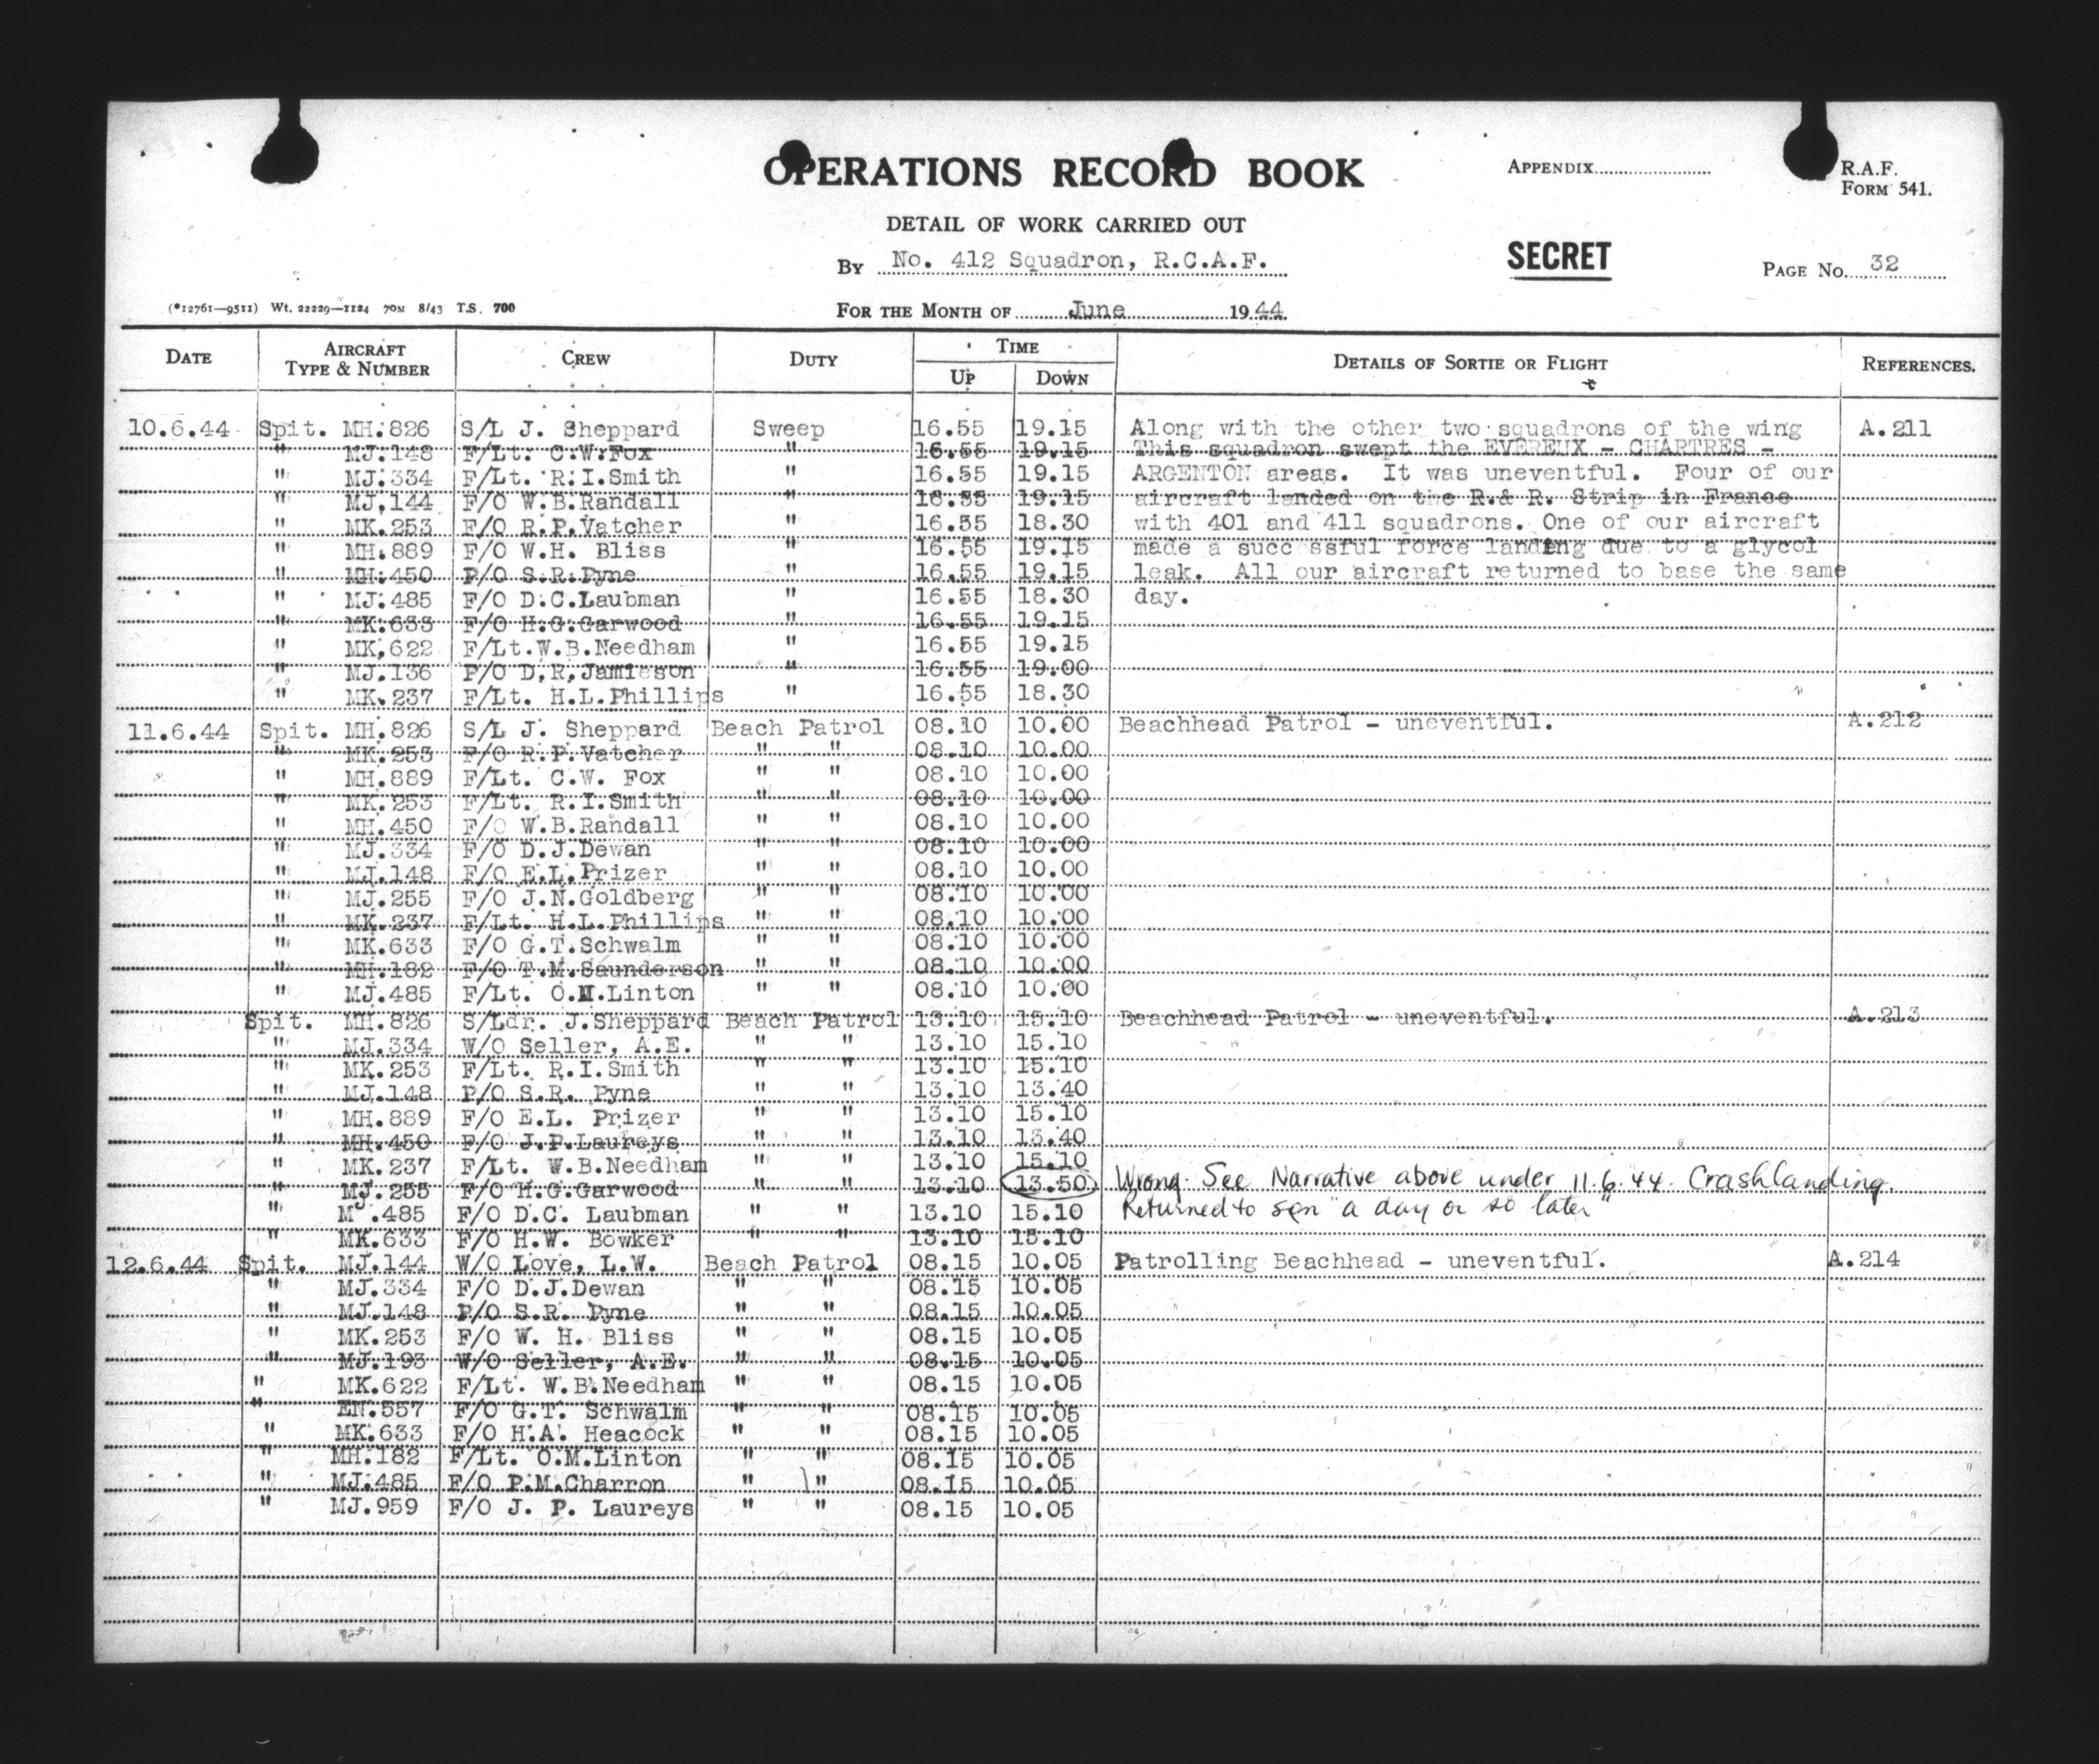 OPERATIONS RECORD BOOK
APPENDIX
R.A.F.
FORM 541.
DETAIL OF WORK CARRIED OUT
BY No. 412 Squadron, R.C.A.F.
SECRET
PAGE No. 32
(*12761—9511) Wt. 22229—1124 70M 8/43 T.S. 700
FOR THE MONTH OF June 1944
DATE AIRCRAFT TYPE & NUMBER CREW DUTY TIME UP DOWN DETAILS OF SORTIE OR FLIGHT REFERENCES.
10.6.44 Spit. MH.826 S/L J. Sheppard Sweep 16.55 19.15 Along with the other two squadrons of the wing A.211
" MJ.148 F/Lt. C.W.Fox " 16.55 19.15 This squadron swept the EVEREUX - CHARTRES -
" MJ.334 F/Lt. R.I.Smith " 16.55 19.15 ARGENTON areas. It was uneventful. Four of our
" MJ.144 F/O W.B.Randall " 16.55 19.15 aircraft landed on the R.& R. Strip in France
" MK.253 F/O R.P.Vatcher " 16.55 18.30 with 401 and 411 squadrons. One of our aircraft
" MH.889 F/O W.H. Bliss " 16.55 19.15 made a succ ssful force landing due to a glycol
" MH.450 P/O S.R.Pyne " 16.55 19.15 leak. All our aircraft returned to base the same
" MJ.485 F/O D.C.Laubman " 16.55 18.30 day.
" MK.633 F/O H.G.Garwood " 16.55 19.15
" MK.622 F/Lt.W.B.Needham " 16.55 19.15
" MJ.136 P/O D,R,Jamieson " 16.55 19.00
" MK.237 F/Lt. H.L.Phillips " 16.55 18.30
11.6.44 Spit. MH.826 S/L J. Sheppard Beach Patrol 08.10 10.00 Beachhead Patrol - uneventful. A.212
" MK.253 F/O R.P.Vatcher " " 08.10 10.00
" MH.889 F/Lt. C.W. Fox " " 08.10 10.00
" MK.253 F/Lt. R.I.Smith " " 08.10 10.00
" MH.450 F/O W.B.Randall " " 08.10 10.00
" MJ.334 F/O D.J.Dewan " " 08.10 10.00
" MJ.148 F/O E.L.Prizer " " 08.10 10.00
" MJ.255 F/O J.N.Goldberg " " 08.10 10.00
" MK.237 F/Lt. H.L.Phillips " " 08.10 10.00
" MK.633 F/O G.T.Schwalm " " 08.10 10.00
" MH.182 F/O T.M.Saunderson " " 08.10 10.00
" MJ.485 F/Lt. O.M.Linton " " 08.10 10.00
Spit. MH.826 S/Ldr. J.Sheppard Beach Patrol 13.10 15.10 Beachhead Patrol - uneventful. A.213
" MJ.334 W/O Seller, A.E. " " 13.10 15.10
" MK.253 F/Lt. R.I.Smith " " 13.10 15.10
" MJ.148 P/O S.R. Pyne " " 13.10 13.40
" MH.889 F/O E.L. Prizer " " 13.10 15.10
" MH.450 F/O J.P.Laureys " " 13.10 13.40
" MK.237 F/Lt. W.B.Needham " " 13.10 15.10
" MJ.255 F/O H.G.Garwood " " 13.10 13.50 Wrong. See Narrative above under 11.6.44. Crashlanding.
" M .485 F/O D.C. Laubman " " 13.10 15.10 Returned to sqn "a day or so later"
" MK.633 F/O H.W. Bowker " " 13.10 15.10
12.6.44 Spit. MJ.144 W/O Love, L.W. Beach Patrol 08.15 10.05 Patrolling Beachhead - uneventful. A.214
" MJ.334 F/O D.J.Dewan " " 08.15 10.05
" MJ.148 P/O S.R. Pyne " " 08.15 10.05
" MK.253 F/O W. H. Bliss " " 08.15 10.05
" MJ.193 W/O Seller, A.E. " " 08.15 10.05
" MK.622 F/Lt. W.B.Needham " " 08.15 10.05
" EN.557 F/O G.T. Schwalm " " 08.15 10.05
" MK.633 F/O H.A. Heacock " " 08.15 10.05
" MH.182 F/Lt. O.M.Linton " " 08.15 10.05
" MJ.485 F/O P.M.Charron " " 08.15 10.05
" MJ.959 F/O J. P. Laureys " " 08.15 10.05